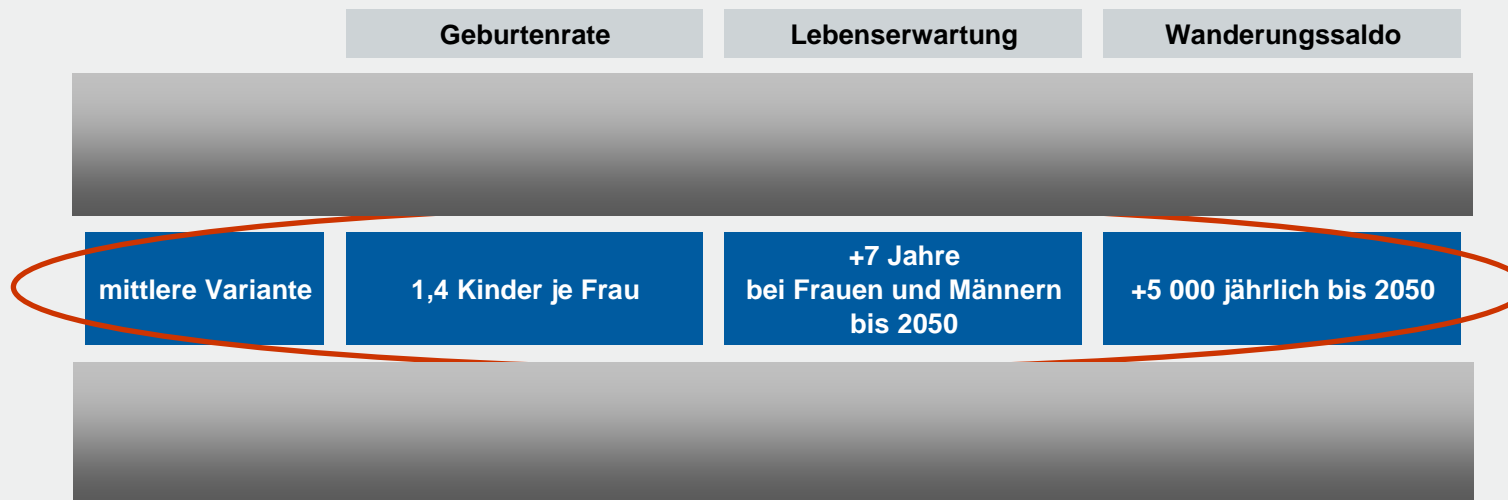 Geburtenrate Lebenserwartung Wanderungssaldo
mittlere Variante
1,4 Kinder je Frau
+7 Jahre
bei Frauen und Männern
bis 2050
+5 000 jährlich bis 2050